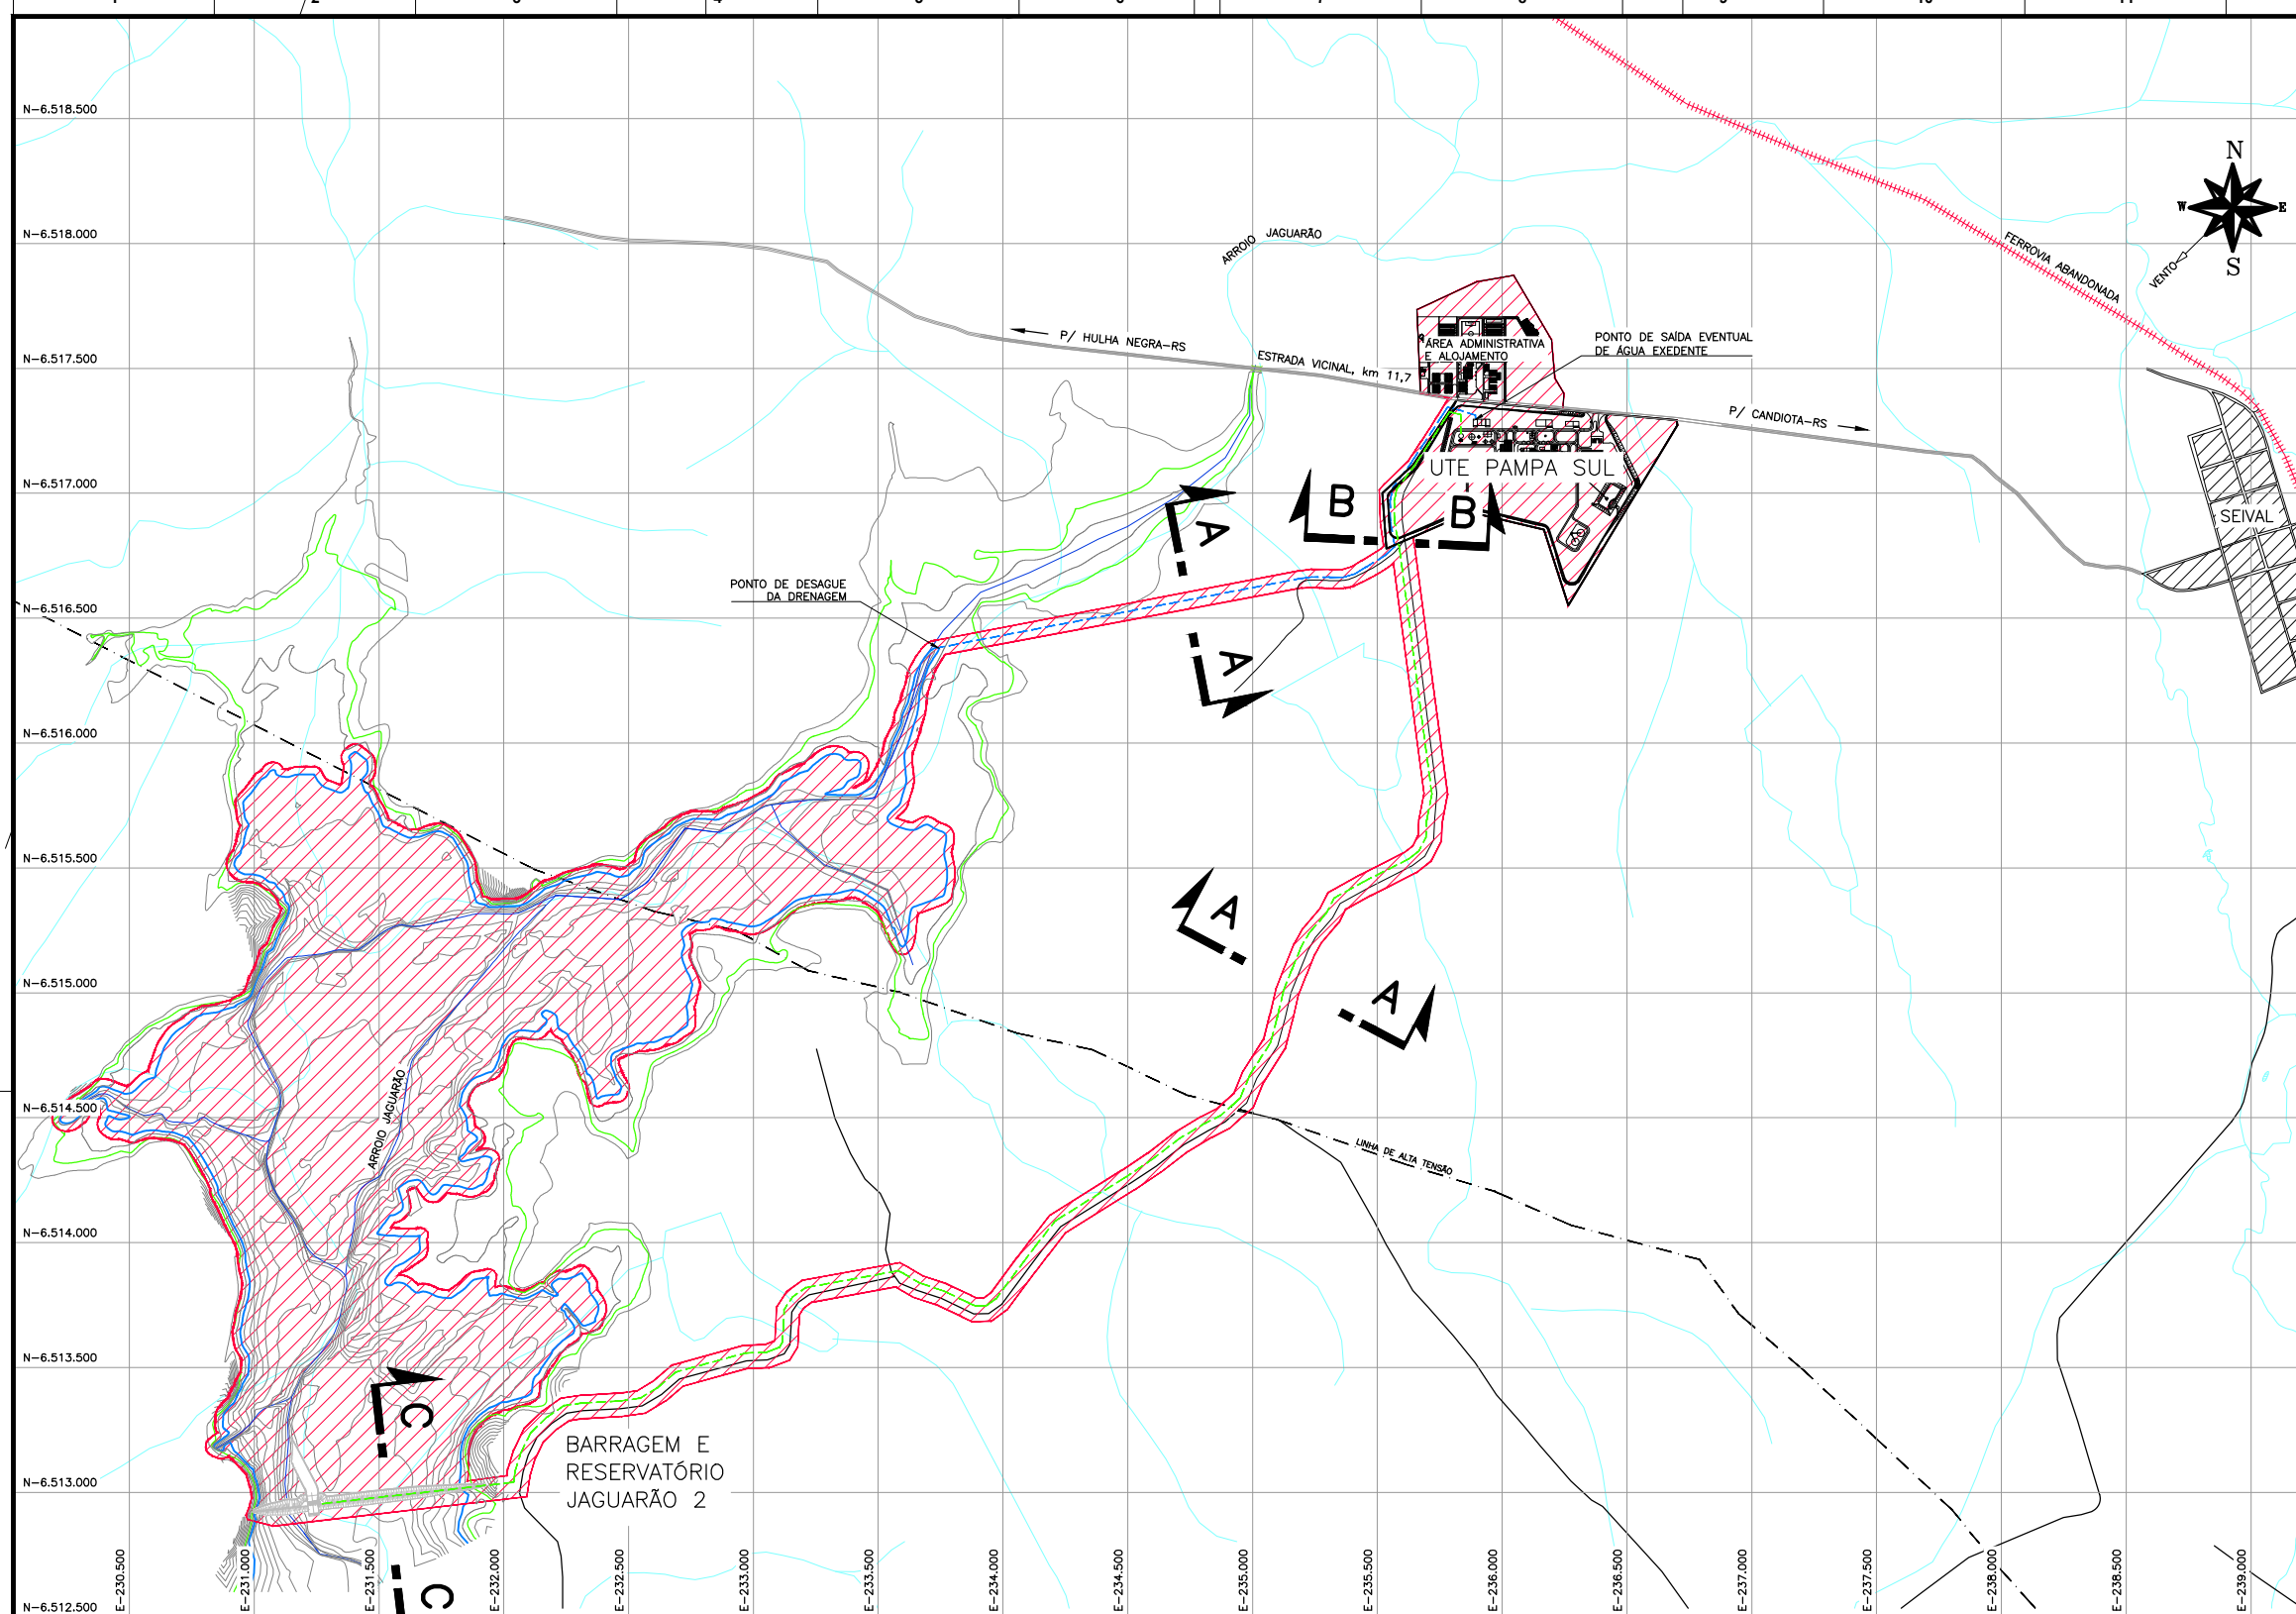 N-6.518.500
N-6.518.000
N-6.517.500
N-6.517.000
N-6.516.500
N-6.516.000
N-6.515.500
N-6.515.000
N-6.514.500
N-6.514.000
N-6.513.500
N-6.513.000
N-6.512.500
N
W
E
S
VENTO
FERROVIA ABANDONADA
ARROIO JAGUARÃO
P/ HULHA NEGRA-RS
ESTRADA VICINAL, km 11,7
ÁREA ADMINISTRATIVA
E ALOJAMENTO
PONTO DE SAÍDA EVENTUAL
DE ÁGUA EXEDENTE
P/ CANDIOTA-RS
UTE PAMPA SUL
SEIVAL
B
B
A
A
PONTO DE DESAGUE
DA DRENAGEM
A
A
ARROIO JAGUARÃO
LINHA DE ALTA TENSÃO
C
C
BARRAGEM E
RESERVATÓRIO
JAGUARÃO 2
E-230.500
E-231.000
E-231.500
E-232.000
E-232.500
E-233.000
E-233.500
E-234.000
E-234.500
E-235.000
E-235.500
E-236.000
E-236.500
E-237.000
E-237.500
E-238.000
E-238.500
E-239.000